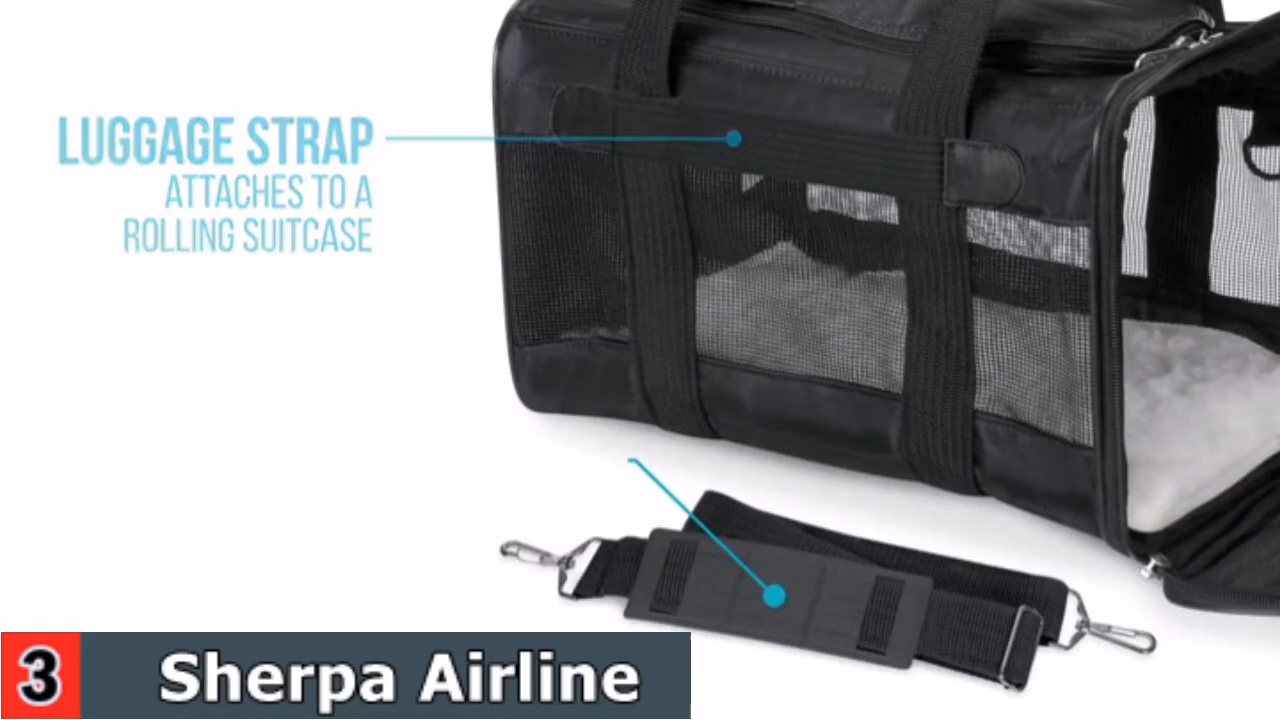 LUGGAGE STRAP
ATTACHES TO A
ROLLING SUITCASE
3 Sherpa Airline